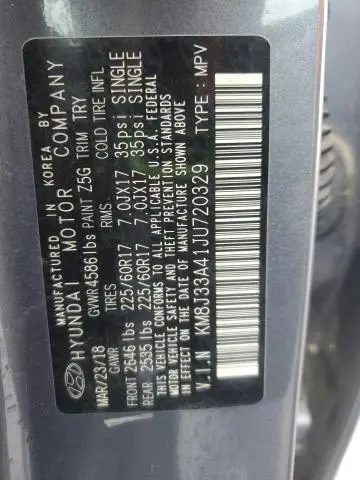 MANUFACTURED IN KOREA BY
HYUNDAI MOTOR COMPANY
GVWR 4586 lbs PAINT Z5G TRIM TRY
MAR/23/18 GAWR TIRES RIMS COLD TIRE INFL
FRONT 2646 lbs 225/60R17 7.0JX17 35psi SINGLE
REAR 2535 lbs 225/60R17 7.0JX17 35psi SINGLE
THIS VEHICLE CONFORMS TO ALL APPLICABLE U.S.A. FEDERAL
MOTOR VEHICLE SAFETY STANDARDS IN EFFECT ON THE DATE OF
MANUFACTURE SHOWN ABOVE.
V.I.N KM8J33A41JU720329 TYPE: MPV